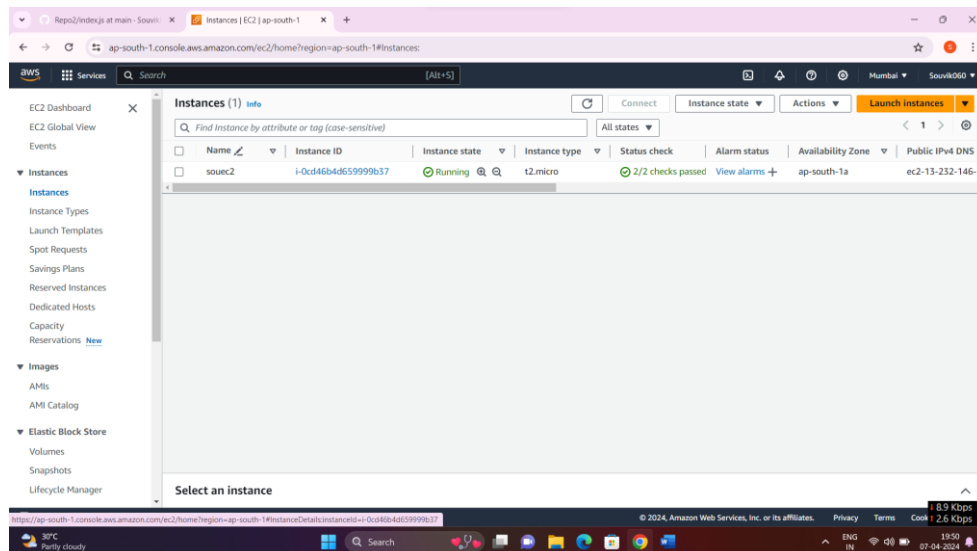 Repo2/index.js at main · Souvik
Instances | EC2 | ap-south-1
ap-south-1.console.aws.amazon.com/ec2/home?region=ap-south-1#Instances:
aws
Services
Search
[Alt+S]
Mumbai
Souvik060
EC2 Dashboard
EC2 Global View
Events
Instances
Instances
Instance Types
Launch Templates
Spot Requests
Savings Plans
Reserved Instances
Dedicated Hosts
Capacity
Reservations New
Images
AMIs
AMI Catalog
Elastic Block Store
Volumes
Snapshots
Lifecycle Manager
Instances (1) Info
Connect
Instance state
Actions
Launch instances
Find Instance by attribute or tag (case-sensitive)
All states
1
Name Instance ID Instance state Instance type Status check Alarm status Availability Zone Public IPv4 DNS
souec2 i-0cd46b4d659999b37 Running t2.micro 2/2 checks passed View alarms + ap-south-1a ec2-13-232-146-
Select an instance
https://ap-south-1.console.aws.amazon.com/ec2/home?region=ap-south-1#InstanceDetails:instanceId=i-0cd46b4d659999b37
© 2024, Amazon Web Services, Inc. or its affiliates. Privacy Terms Cook
8.9 Kbps
2.6 Kbps
30°C
Partly cloudy
Search
ENG
IN
19:50
07-04-2024